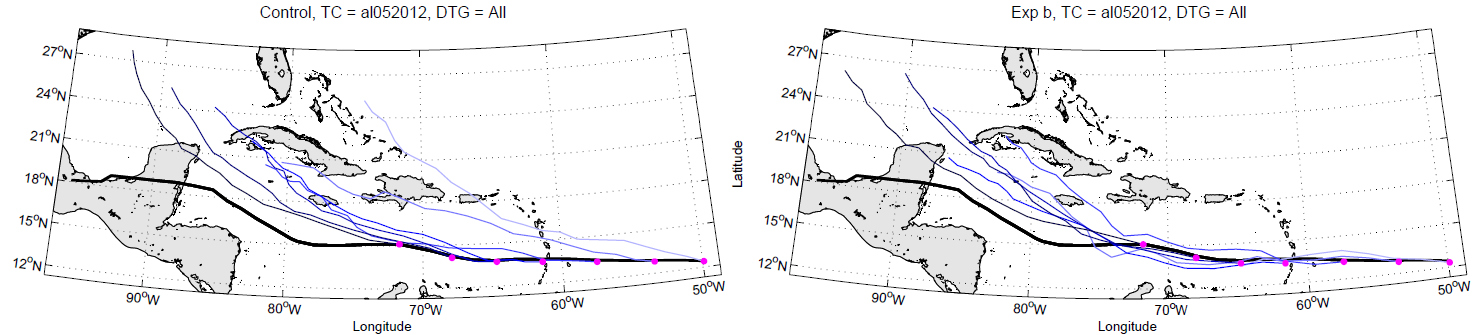 Control, TC = al052012, DTG = All
27°N
24°N
21°N
18°N
15°N
12°N
90°W
80°W
70°W
60°W
50°W
Longitude
Exp b, TC = al052012, DTG = All
Latitude
27°N
24°N
21°N
18°N
15°N
12°N
90°W
80°W
70°W
60°W
50°W
Longitude